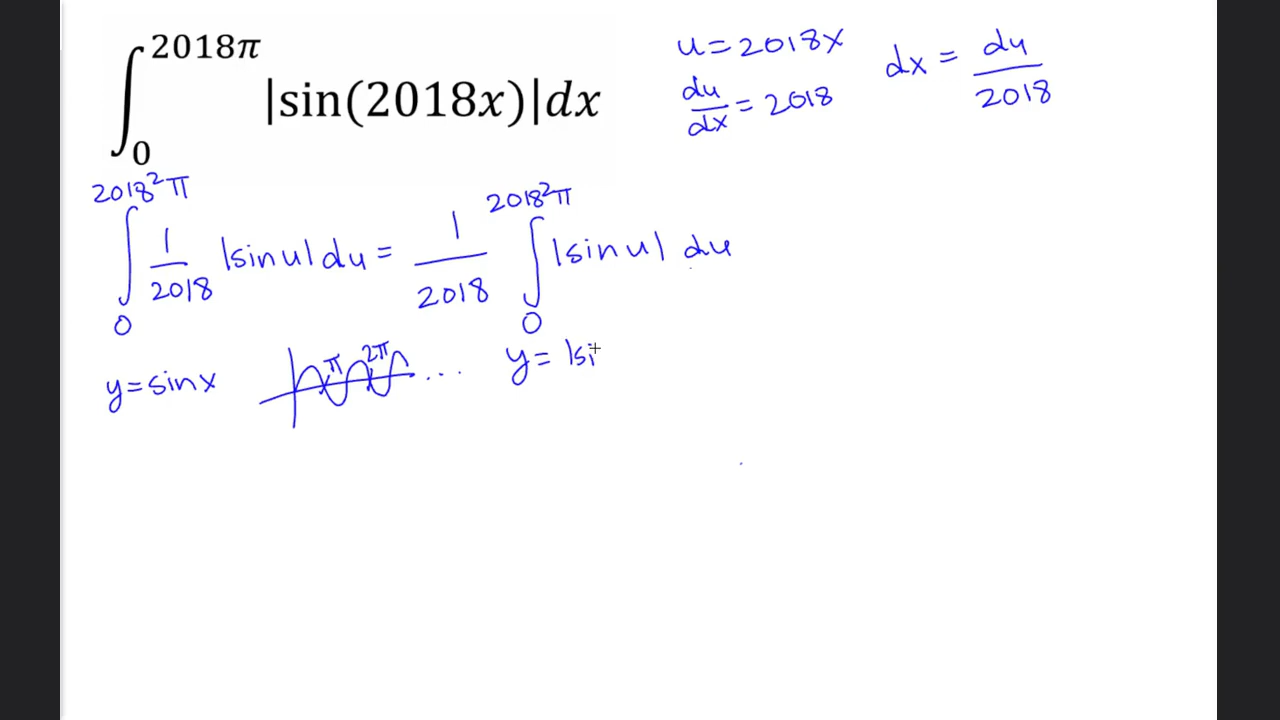 ∫₀^2018π |sin(2018x)|dx
u = 2018x
du/dx = 2018
dx = du/2018
∫₀^2018²π 1/2018 |sin u| du = 1/2018 ∫₀^2018²π |sin u| du
y = sin x
π 2π ...
y = |si